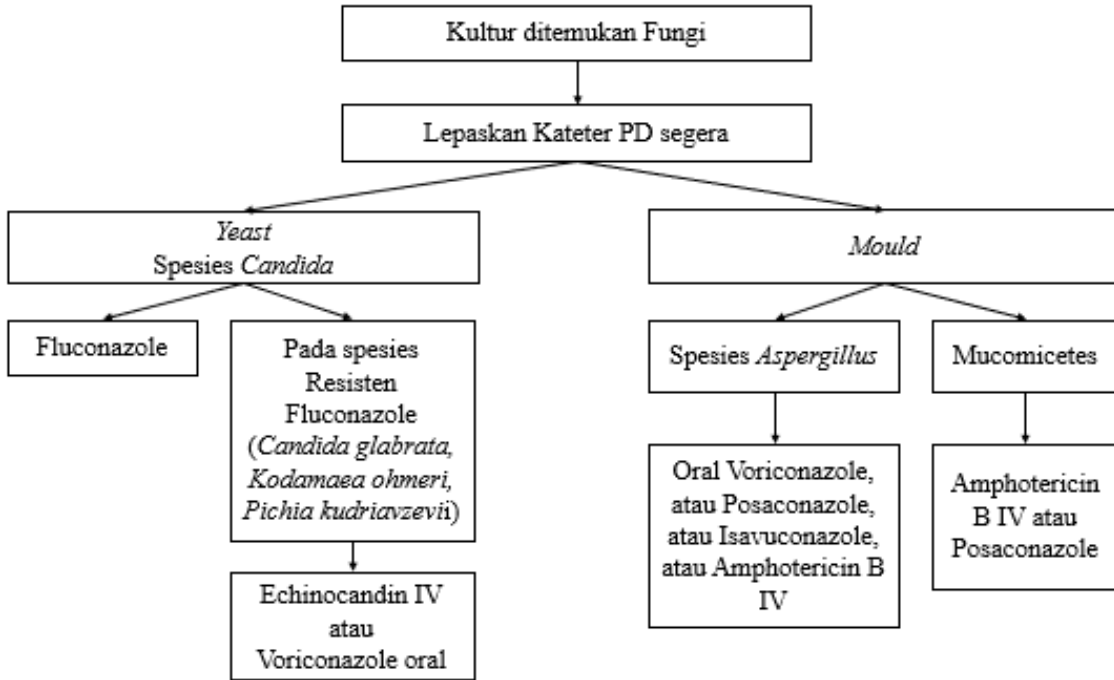 Kultur ditemukan Fungi
Lepaskan Kateter PD segera
Yeast
Spesies Candida
Mould
Fluconazole
Pada spesies
Resisten
Fluconazole
(Candida glabrata,
Kodamaea ohmeri,
Pichia kudriavzevii)
Echinocandin IV
atau
Voriconazole oral
Spesies Aspergillus
Oral Voriconazole,
atau Posaconazole,
atau Isavuconazole,
atau Amphotericin B
IV
Mucomicetes
Amphotericin
B IV atau
Posaconazole